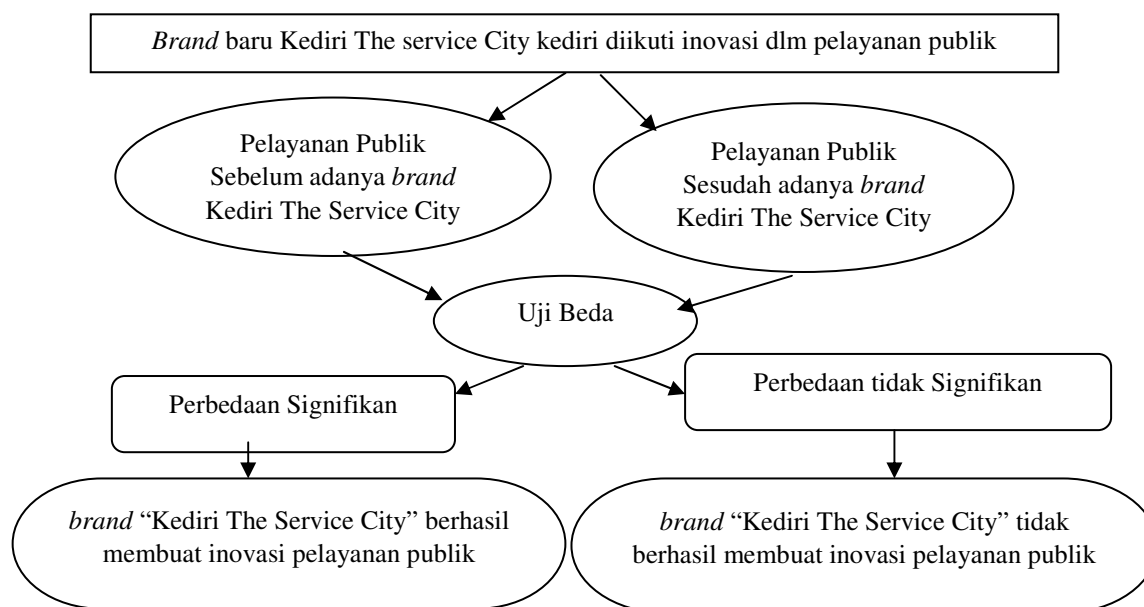 Brand baru Kediri The service City kediri diikuti inovasi dlm pelayanan publik
Pelayanan Publik
Sebelum adanya brand
Kediri The Service City
Pelayanan Publik
Sesudah adanya brand
Kediri The Service City
Uji Beda
Perbedaan Signifikan
Perbedaan tidak Signifikan
brand “Kediri The Service City” berhasil
membuat inovasi pelayanan publik
brand “Kediri The Service City” tidak
berhasil membuat inovasi pelayanan publik